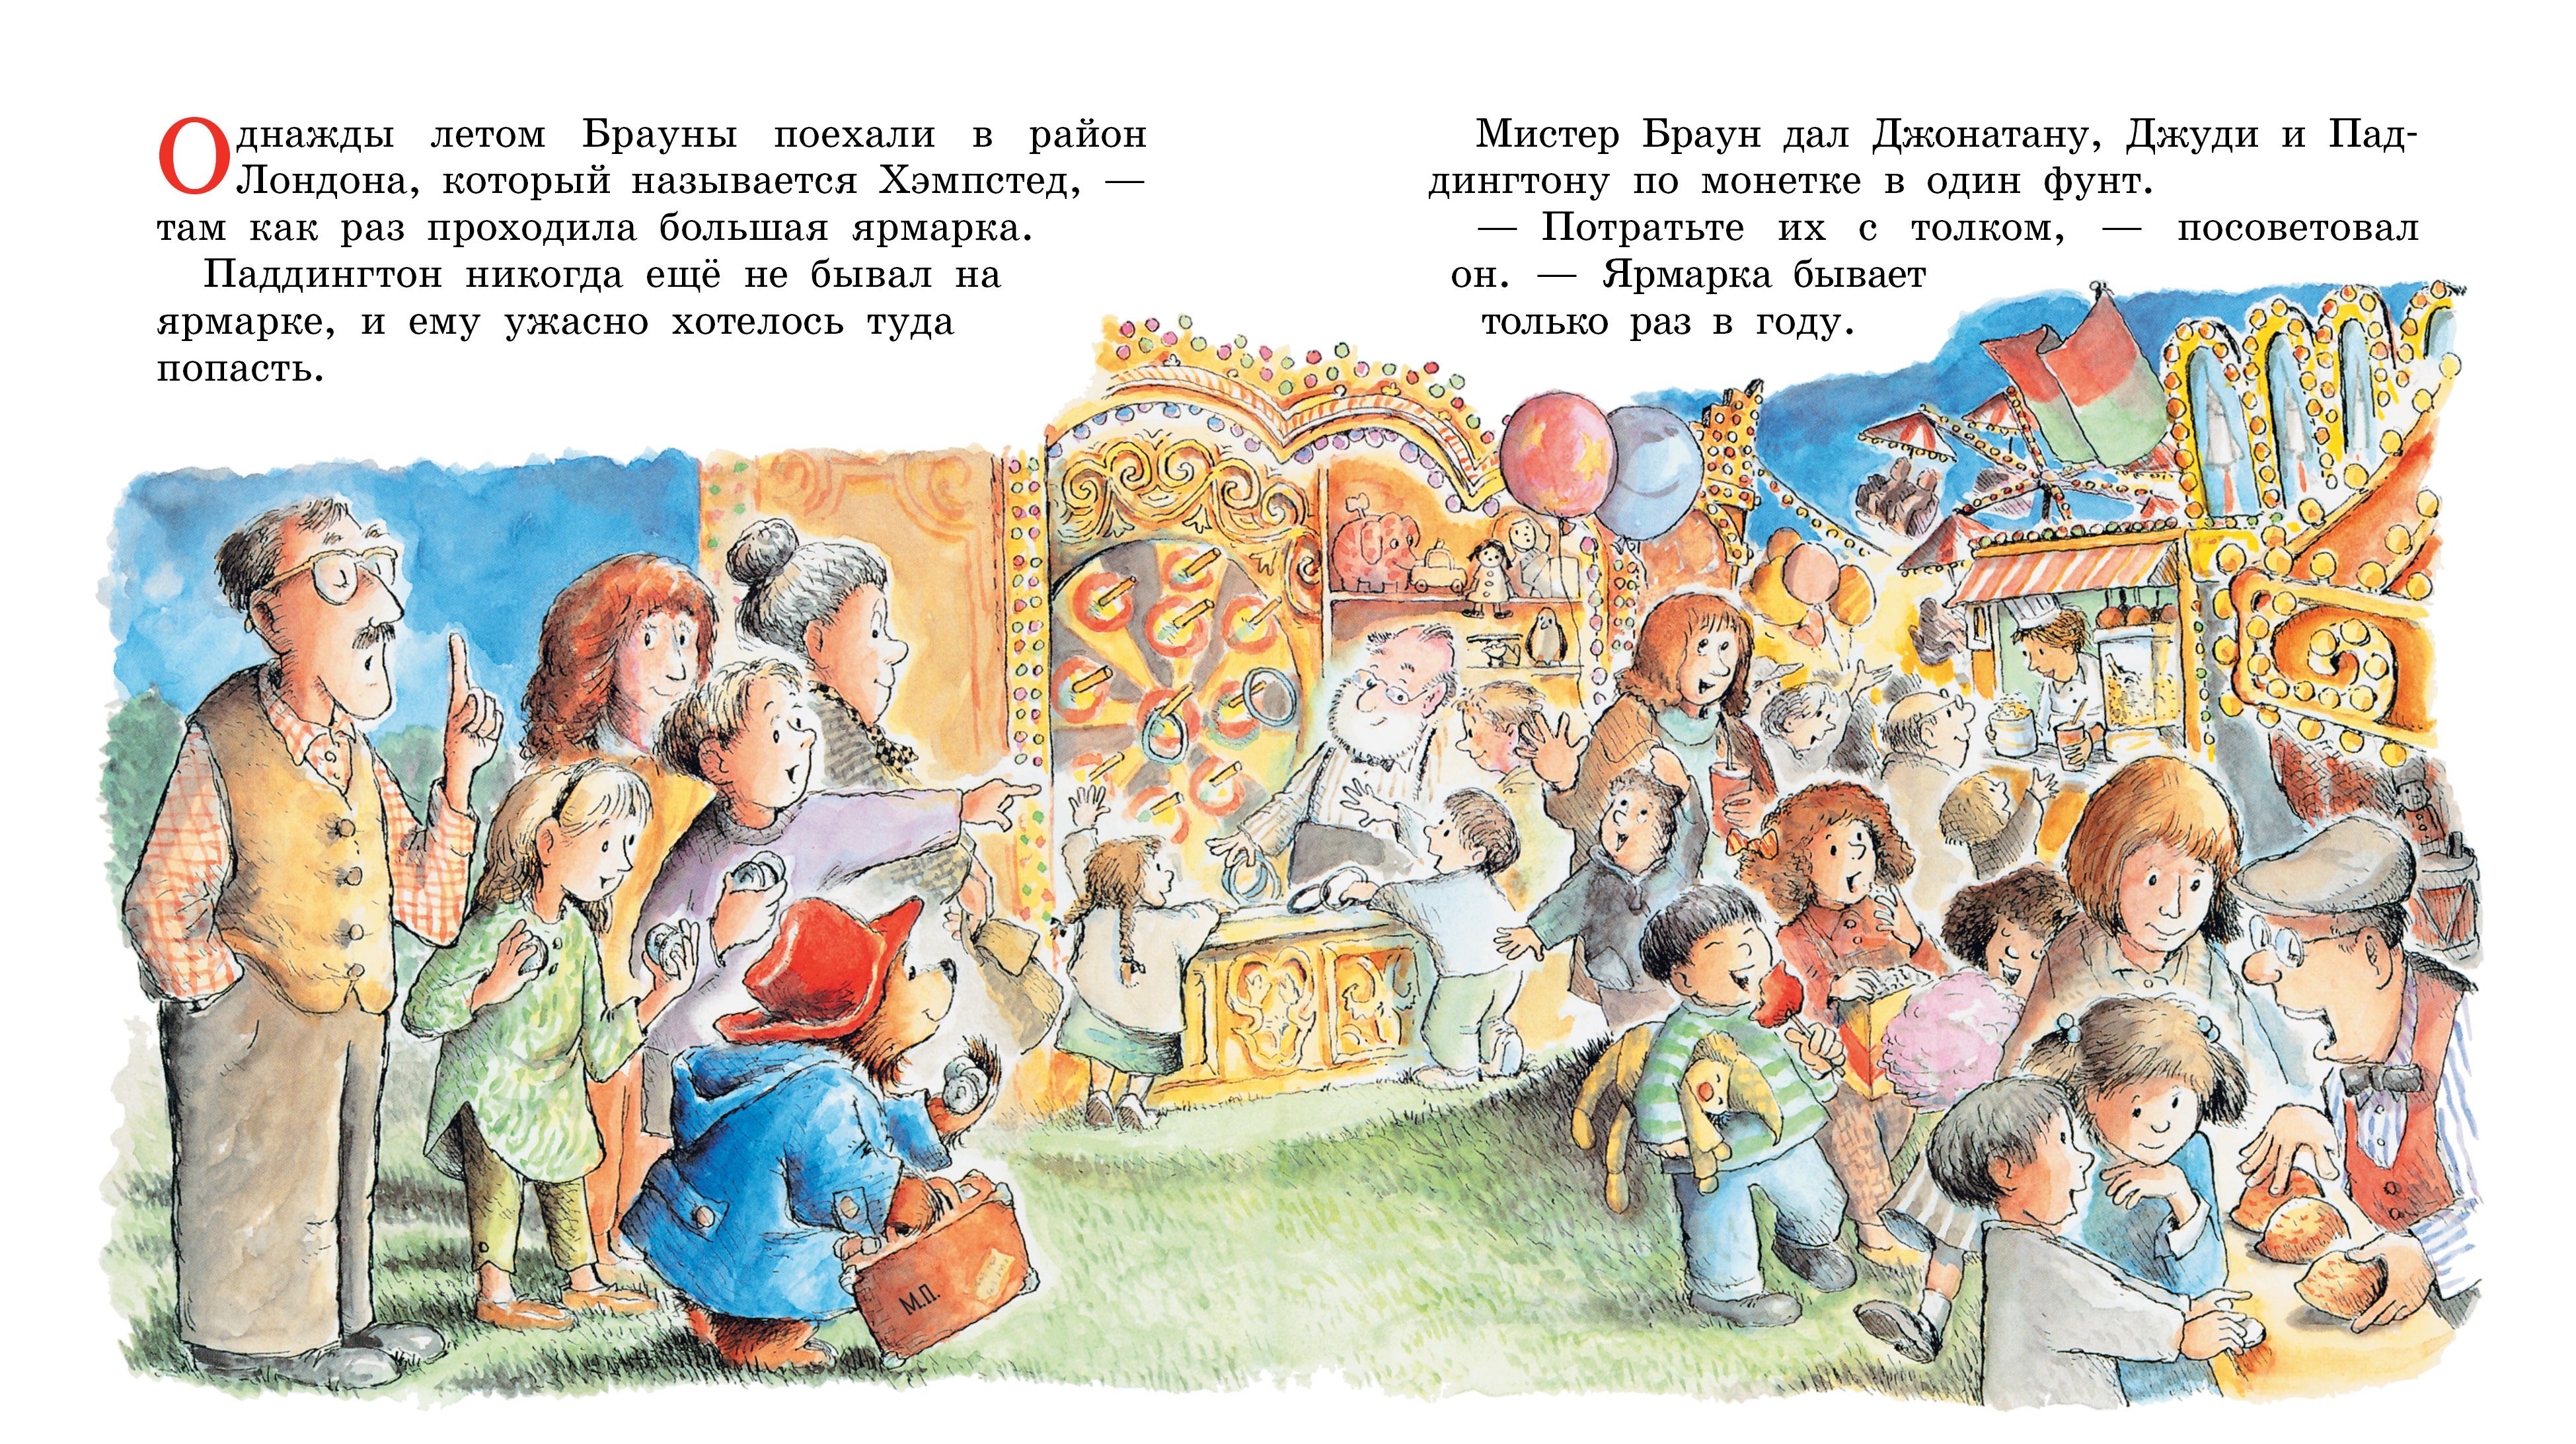 Однажды летом Брауны поехали в район
Лондона, который называется Хэмпстед, —
там как раз проходила большая ярмарка.
Паддингтон никогда ещё не бывал на
ярмарке, и ему ужасно хотелось туда
попасть.
Мистер Браун дал Джонатану, Джуди и Пад-
дингтону по монетке в один фунт.
— Потратьте их с толком, — посоветовал
он. — Ярмарка бывает
только раз в году.
М.П.